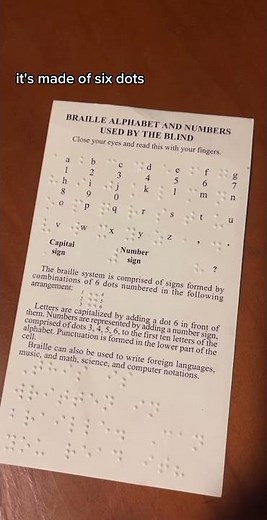 it's made of six dots
BRAILLE ALPHABET AND NUMBERS
USED BY THE BLIND
Close your eyes and read this with your fingers.
a b c d e f g
1 2 3 4 5 6 7
h i j k l m n
8 9 0
o p q r s t u
v w x y z , .
Capital sign Number sign ?
The braille system is comprised of signs formed by
combinations of 6 dots numbered in the following
arrangement:
Letters are capitalized by adding a dot 6 in front of
them. Numbers are represented by adding a number sign,
comprised of dots 3, 4, 5, 6, to the first ten letters of the
alphabet. Punctuation is formed in the lower part of the
cell.
Braille can also be used to write foreign languages,
music, and math, science, and computer notations.